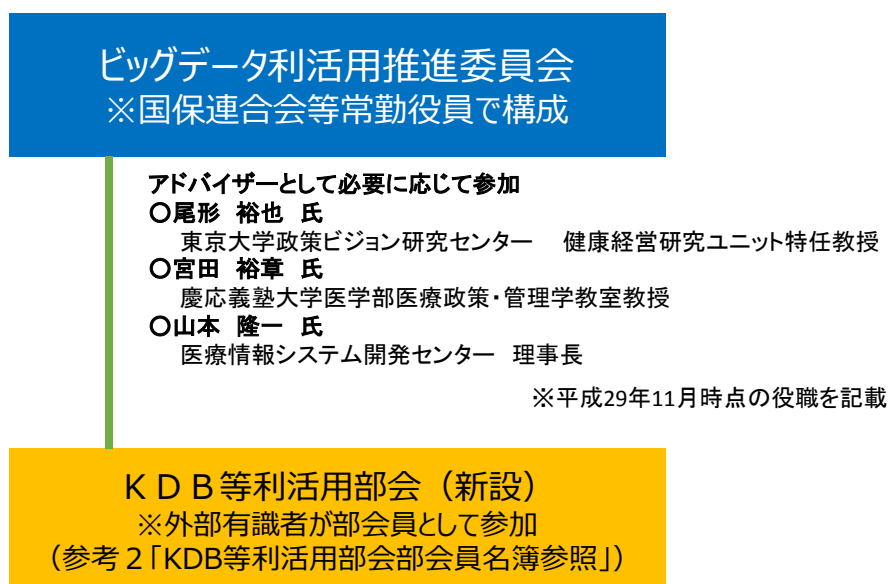 ビッグデータ利活用推進委員会
※国保連合会等常勤役員で構成
アドバイザーとして必要に応じて参加
○尾形 裕也 氏
東京大学政策ビジョン研究センター　健康経営研究ユニット特任教授
○宮田 裕章 氏
慶応義塾大学医学部医療政策・管理学教室教授
○山本 隆一 氏
医療情報システム開発センター 理事長
※平成29年11月時点の役職を記載
ＫＤＢ等利活用部会（新設）
※外部有識者が部会員として参加
（参考２「KDB等利活用部会部会員名簿参照」）